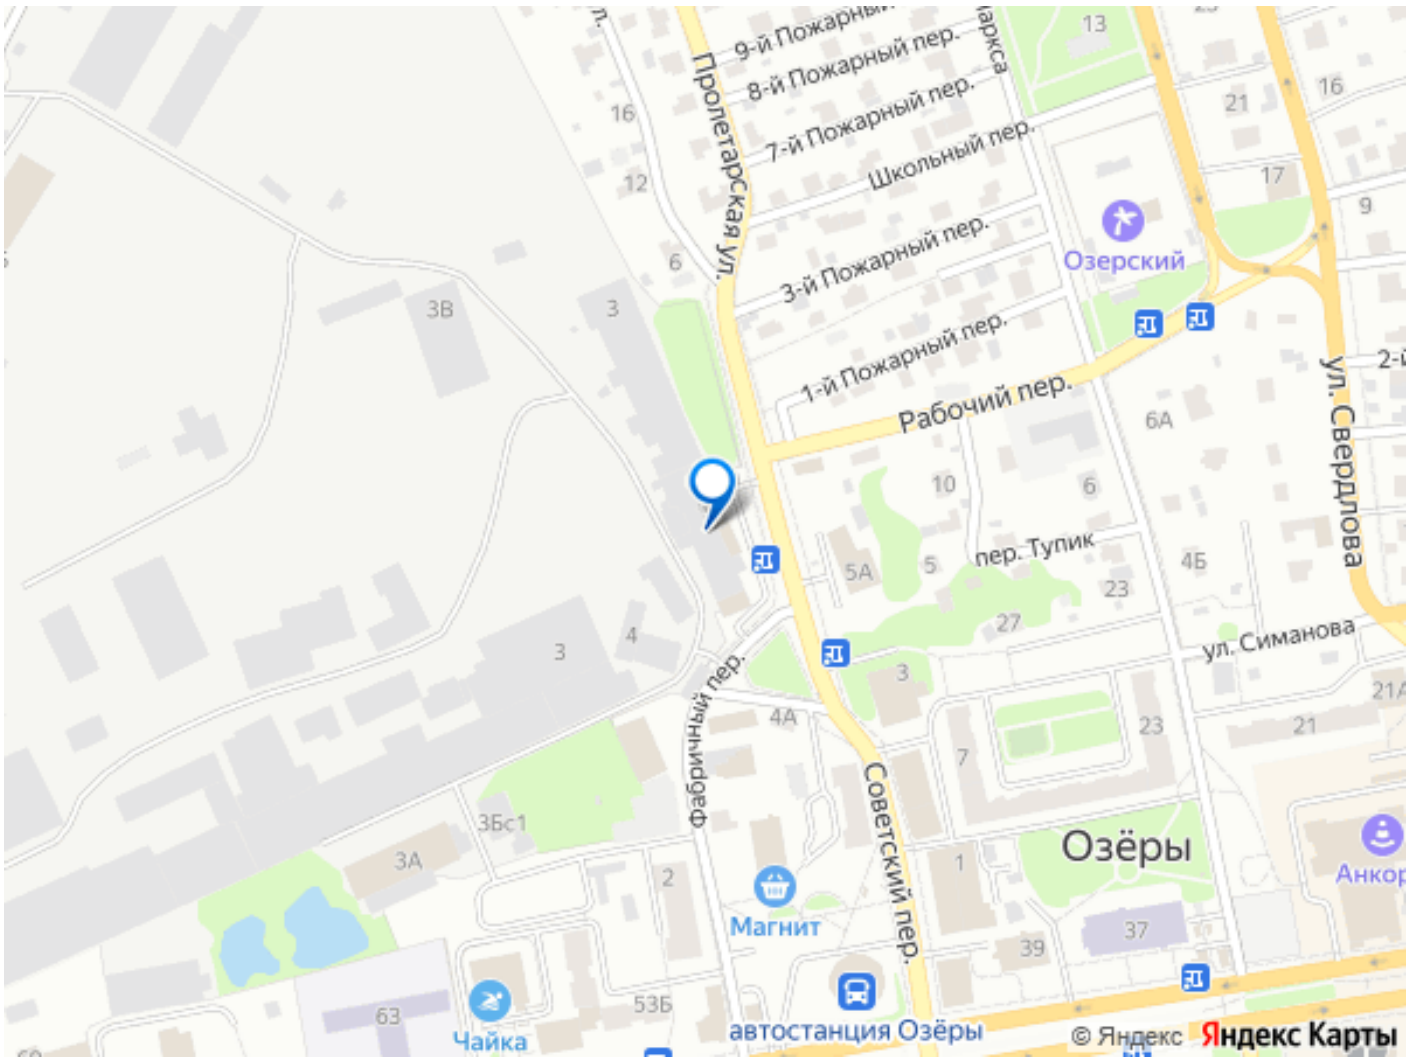 9-й Пожарный
13
8-й Пожарный пер.
16
21
16
7-й Пожарный пер.
Школьный пер.
Пролетарская ул.
12
17
9
3-й Пожарный пер.
Озерский
6
3В
3
1-й Пожарный пер.
Рабочий пер.
ул. Свердлова
6А
10
6
пер. Тупик
5А
5
4Б
23
27
ул. Симанова
4
3
3
21А
Фабричный пер.
4А
23
21
7
Советский пер.
3Бс1
3А
Озёры
1
2
Магнит
37
39
53Б
63
Чайка
автостанция Озёры
© Яндекс Яндекс Карты